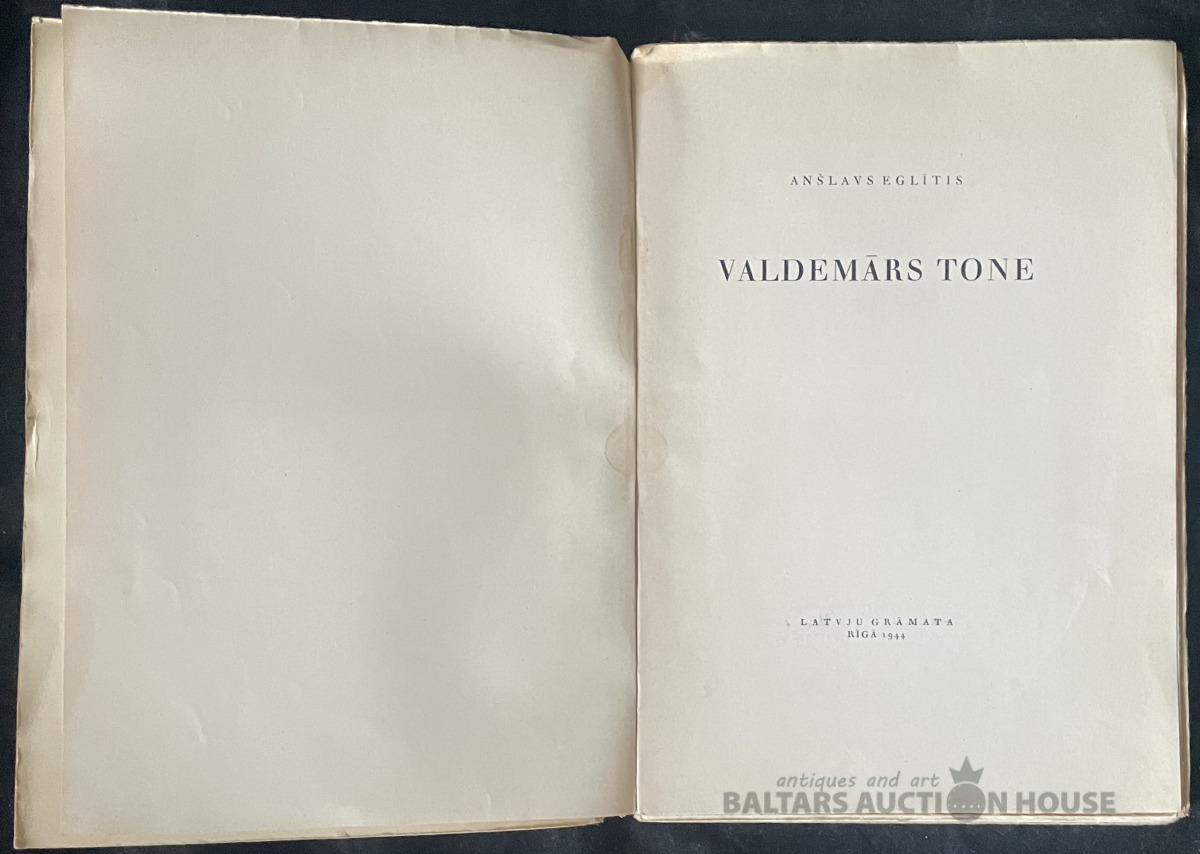 ANŠLAVS EGLĪTIS
VALDEMĀRS TONE
LATVJU GRĀMATA
RĪGĀ 1944
antiques and art
BALTARS AUCTION HOUSE